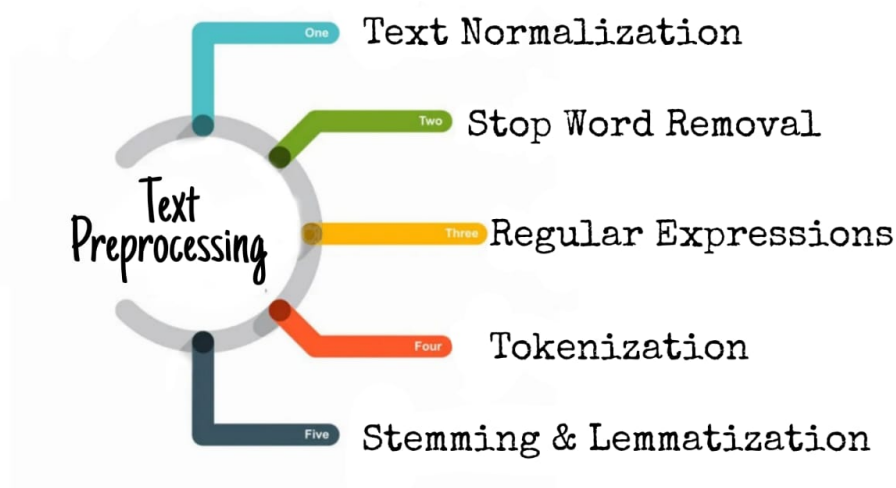 One
Text Normalization
Two
Stop Word Removal
Text
Preprocessing
Three
Regular Expressions
Four
Tokenization
Five
Stemming & Lemmatization